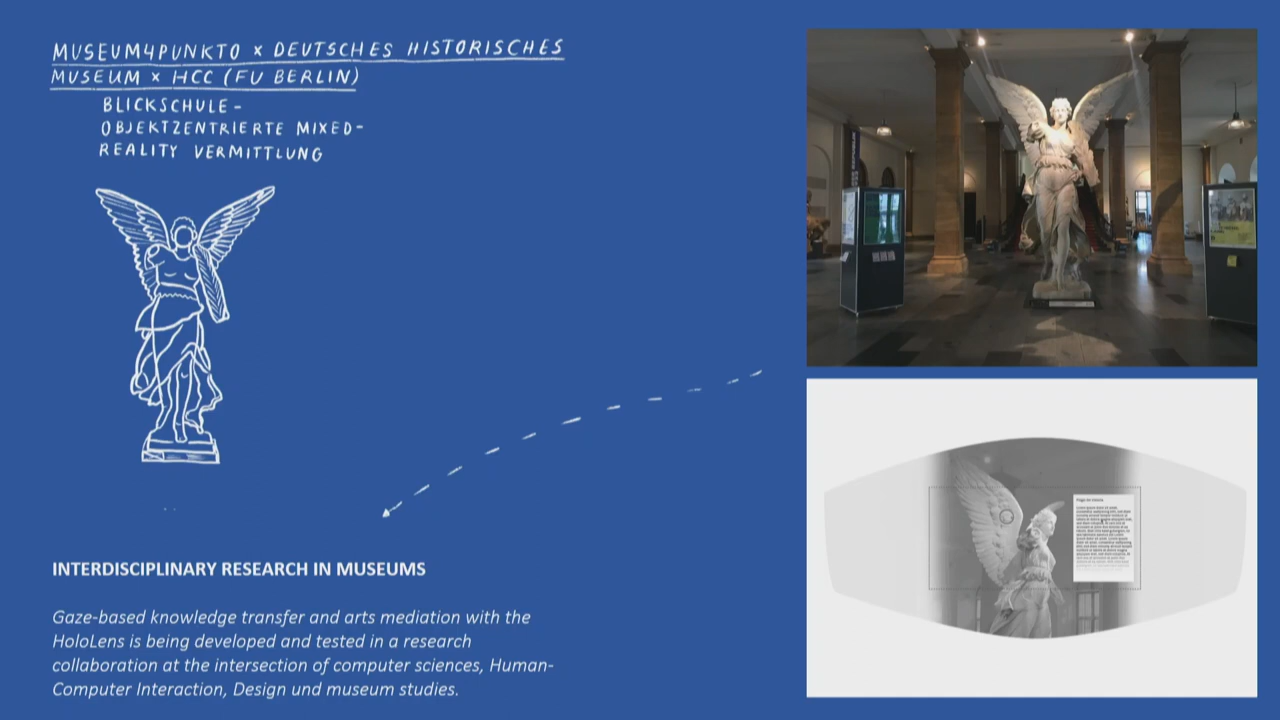 MUSEUM4PUNKT0 x DEUTSCHES HISTORISCHES
MUSEUM x HCC (FU BERLIN)
BLICKSCHULE-
OBJEKTZENTRIERTE MIXED-
REALITY VERMITTLUNG
INTERDISCIPLINARY RESEARCH IN MUSEUMS
Gaze-based knowledge transfer and arts mediation with the
HoloLens is being developed and tested in a research
collaboration at the intersection of computer sciences, Human-
Computer Interaction, Design und museum studies.